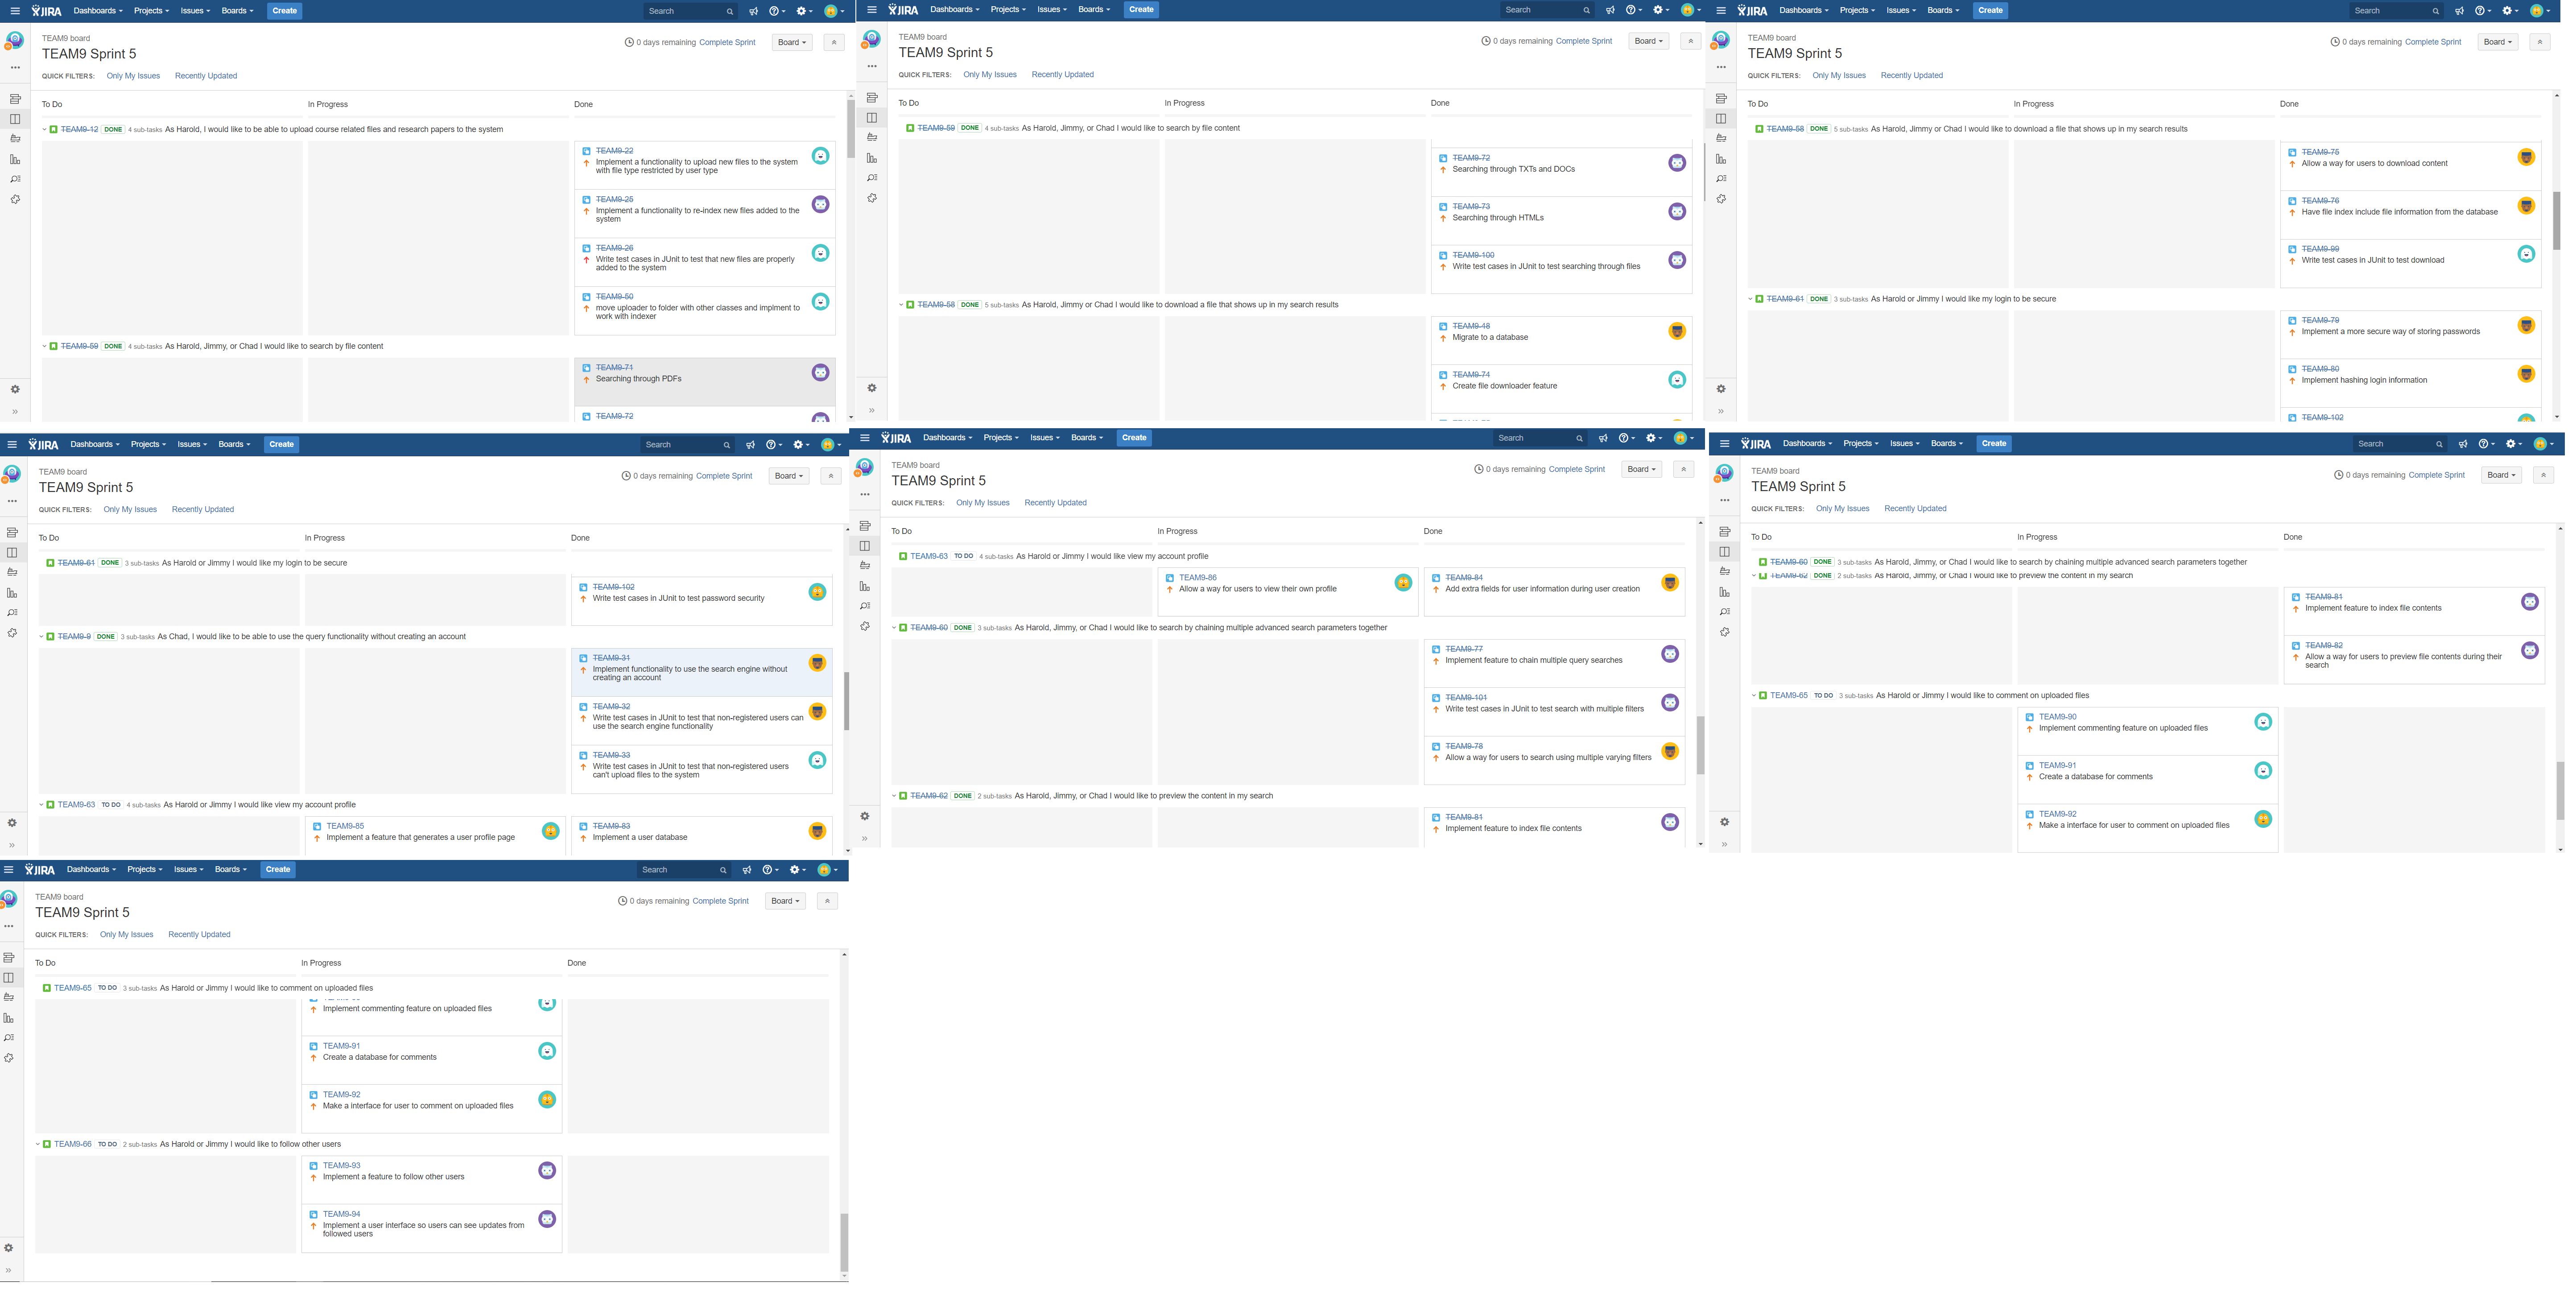 JIRA Dashboards Projects Issues Boards Create Search
TEAM9 board
TEAM9 Sprint 5
0 days remaining Complete Sprint Board
QUICK FILTERS: Only My Issues Recently Updated
To Do In Progress Done
TEAM9-12 DONE 4 sub-tasks As Harold, I would like to be able to upload course related files and research papers to the system
TEAM9-22
Implement a functionality to upload new files to the system
with file type restricted by user type
TEAM9-25
Implement a functionality to re-index new files added to the
system
TEAM9-26
Write test cases in JUnit to test that new files are properly
added to the system
TEAM9-50
move uploader to folder with other classes and implment to
work with indexer
TEAM9-59 DONE 4 sub-tasks As Harold, Jimmy, or Chad I would like to search by file content
TEAM9-71
Searching through PDFs
TEAM9-72
JIRA Dashboards Projects Issues Boards Create Search
TEAM9 board
TEAM9 Sprint 5
0 days remaining Complete Sprint Board
QUICK FILTERS: Only My Issues Recently Updated
To Do In Progress Done
TEAM9-59 DONE 4 sub-tasks As Harold, Jimmy, or Chad I would like to search by file content
TEAM9-72
Searching through TXTs and DOCs
TEAM9-73
Searching through HTMLs
TEAM9-100
Write test cases in JUnit to test searching through files
TEAM9-58 DONE 5 sub-tasks As Harold, Jimmy or Chad I would like to download a file that shows up in my search results
TEAM9-48
Migrate to a database
TEAM9-74
Create file downloader feature
JIRA Dashboards Projects Issues Boards Create Search
TEAM9 board
TEAM9 Sprint 5
0 days remaining Complete Sprint Board
QUICK FILTERS: Only My Issues Recently Updated
To Do In Progress Done
TEAM9-58 DONE 5 sub-tasks As Harold, Jimmy or Chad I would like to download a file that shows up in my search results
TEAM9-75
Allow a way for users to download content
TEAM9-76
Have file index include file information from the database
TEAM9-99
Write test cases in JUnit to test download
TEAM9-61 DONE 3 sub-tasks As Harold or Jimmy I would like my login to be secure
TEAM9-79
Implement a more secure way of storing passwords
TEAM9-80
Implement hashing login information
TEAM9-102
JIRA Dashboards Projects Issues Boards Create Search
TEAM9 board
TEAM9 Sprint 5
0 days remaining Complete Sprint Board
QUICK FILTERS: Only My Issues Recently Updated
To Do In Progress Done
TEAM9-61 DONE 3 sub-tasks As Harold or Jimmy I would like my login to be secure
TEAM9-102
Write test cases in JUnit to test password security
TEAM9-9 DONE 3 sub-tasks As Chad, I would like to be able to use the query functionality without creating an account
TEAM9-31
Implement functionality to use the search engine without
creating an account
TEAM9-32
Write test cases in JUnit to test that non-registered users can
use the search engine functionality
TEAM9-33
Write test cases in JUnit to test that non-registered users
can't upload files to the system
TEAM9-63 TO DO 4 sub-tasks As Harold or Jimmy I would like view my account profile
TEAM9-85 TEAM9-83
Implement a feature that generates a user profile page Implement a user database
JIRA Dashboards Projects Issues Boards Create Search
TEAM9 board
TEAM9 Sprint 5
0 days remaining Complete Sprint Board
QUICK FILTERS: Only My Issues Recently Updated
To Do In Progress Done
TEAM9-63 TO DO 4 sub-tasks As Harold or Jimmy I would like view my account profile
TEAM9-86 TEAM9-84
Allow a way for users to view their own profile Add extra fields for user information during user creation
TEAM9-60 DONE 3 sub-tasks As Harold, Jimmy, or Chad I would like to search by chaining multiple advanced search parameters together
TEAM9-77
Implement feature to chain multiple query searches
TEAM9-101
Write test cases in JUnit to test search with multiple filters
TEAM9-78
Allow a way for users to search using multiple varying filters
TEAM9-62 DONE 2 sub-tasks As Harold, Jimmy, or Chad I would like to preview the content in my search
TEAM9-81
Implement feature to index file contents
JIRA Dashboards Projects Issues Boards Create Search
TEAM9 board
TEAM9 Sprint 5
0 days remaining Complete Sprint Board
QUICK FILTERS: Only My Issues Recently Updated
To Do In Progress Done
TEAM9-60 DONE 3 sub-tasks As Harold, Jimmy, or Chad I would like to search by chaining multiple advanced search parameters together
TEAM9-62 DONE 2 sub-tasks As Harold, Jimmy, or Chad I would like to preview the content in my search
TEAM9-81
Implement feature to index file contents
TEAM9-82
Allow a way for users to preview file contents during their
search
TEAM9-65 TO DO 3 sub-tasks As Harold or Jimmy I would like to comment on uploaded files
TEAM9-90
Implement commenting feature on uploaded files
TEAM9-91
Create a database for comments
TEAM9-92
Make a interface for user to comment on uploaded files
JIRA Dashboards Projects Issues Boards Create Search
TEAM9 board
TEAM9 Sprint 5
0 days remaining Complete Sprint Board
QUICK FILTERS: Only My Issues Recently Updated
To Do In Progress Done
TEAM9-65 TO DO 3 sub-tasks As Harold or Jimmy I would like to comment on uploaded files
Implement commenting feature on uploaded files
TEAM9-91
Create a database for comments
TEAM9-92
Make a interface for user to comment on uploaded files
TEAM9-66 TO DO 2 sub-tasks As Harold or Jimmy I would like to follow other users
TEAM9-93
Implement a feature to follow other users
TEAM9-94
Implement a user interface so users can see updates from
followed users